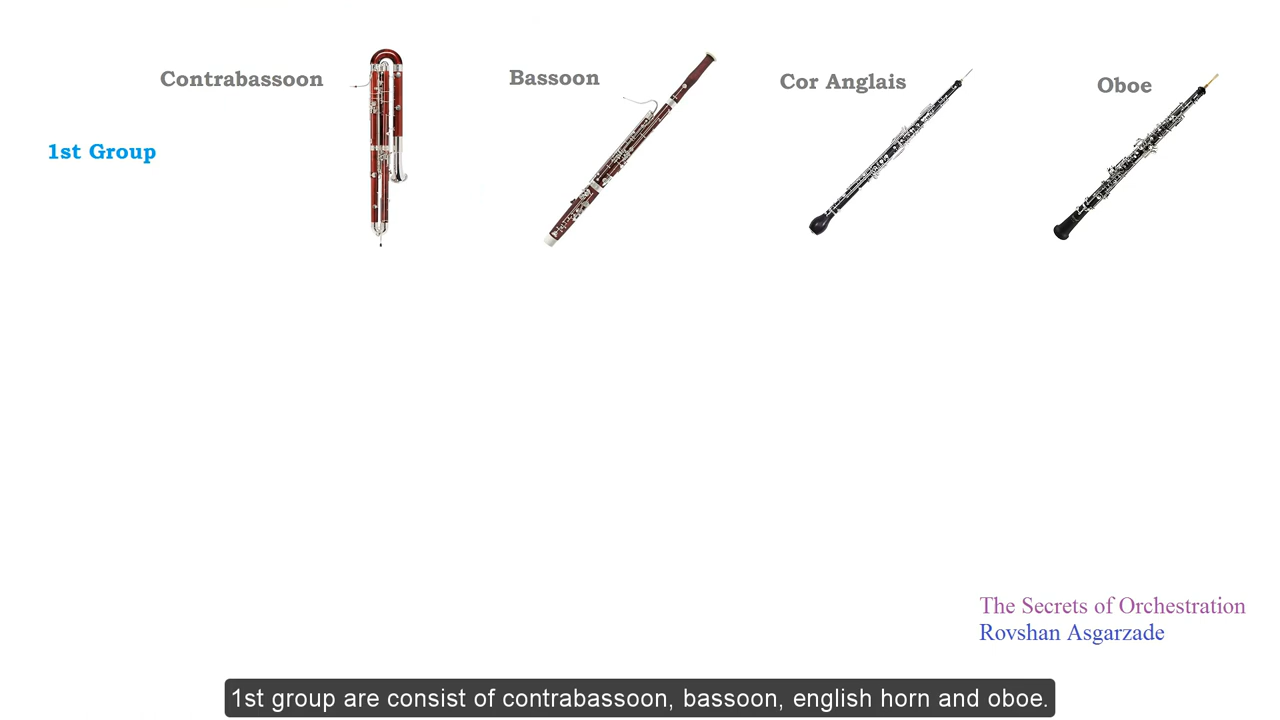 Contrabassoon
Bassoon
Cor Anglais
Oboe
1st Group
The Secrets of Orchestration
Rovshan Asgarzade
1st group are consist of contrabassoon, bassoon, english horn and oboe.